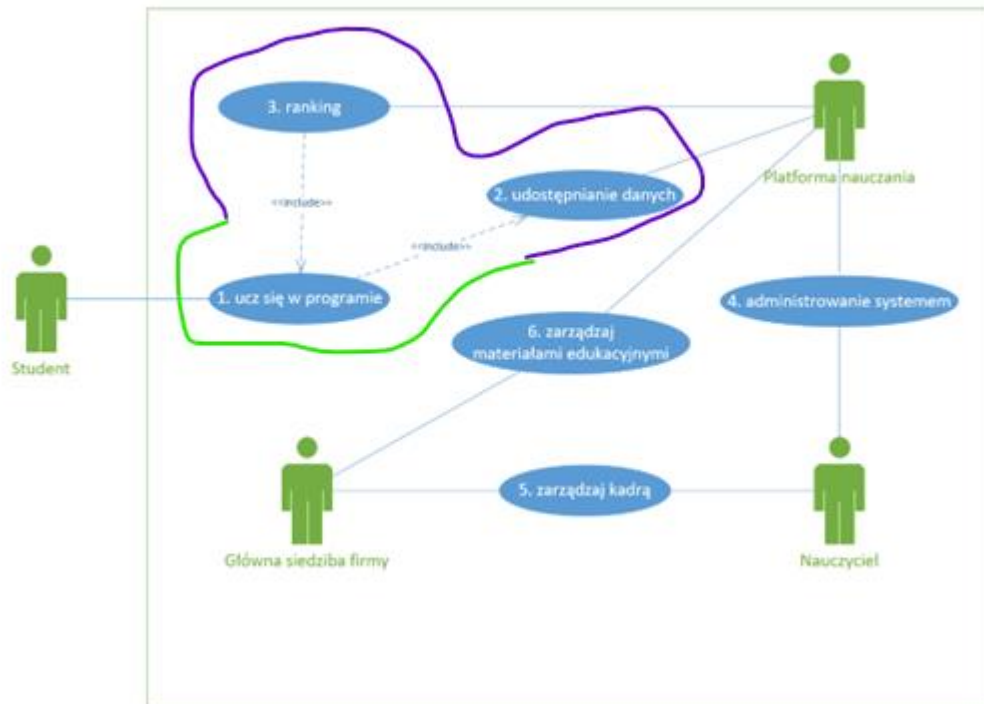 3. ranking
Platforma nauczania
2. udostępnianie danych
<<include>>
<<include>>
1. ucz się w programie
4. administrowanie systemem
6. zarządzaj
materiałami edukacyjnymi
Student
5. zarządzaj kadrą
Główna siedziba firmy
Nauczyciel